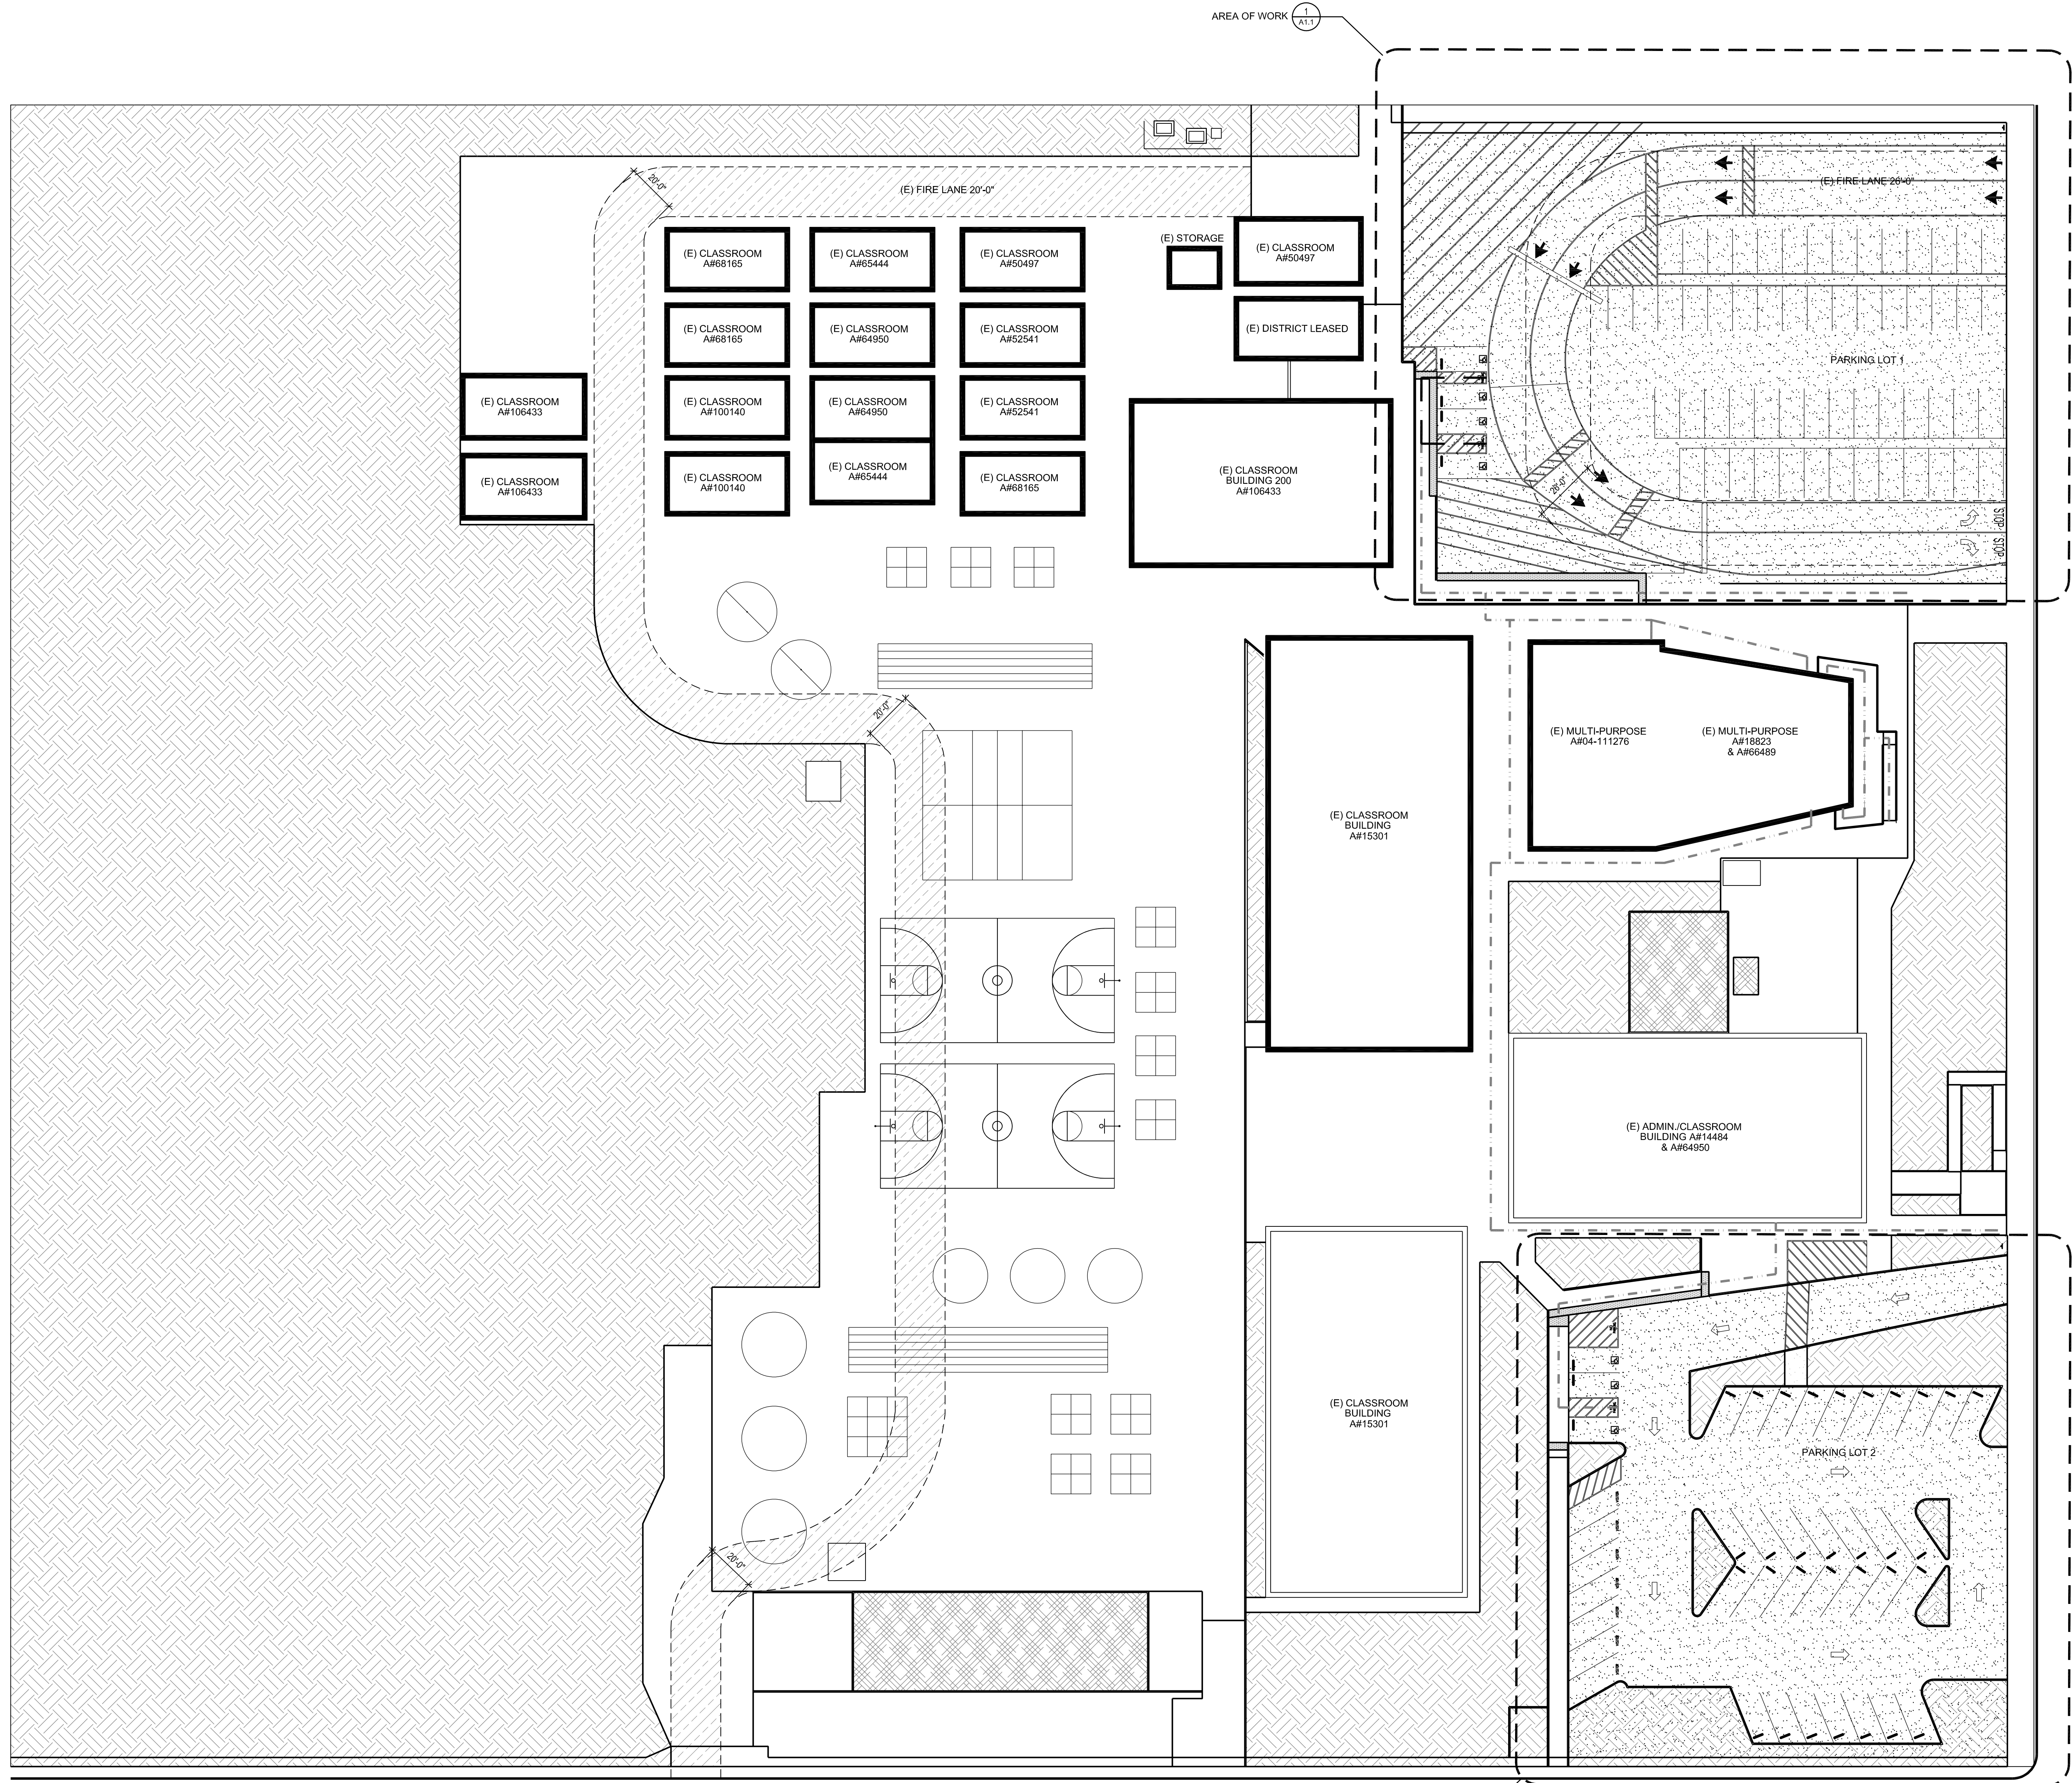 AREA OF WORK
1
A1.1
20'-0"
(E) FIRE LANE 20'-0"
(E) FIRE LANE 26'-0"
(E) CLASSROOM
A#68165
(E) CLASSROOM
A#65444
(E) CLASSROOM
A#50497
(E) STORAGE
(E) CLASSROOM
A#50497
(E) CLASSROOM
A#68165
(E) CLASSROOM
A#64950
(E) CLASSROOM
A#52541
(E) DISTRICT LEASED
PARKING LOT 1
(E) CLASSROOM
A#106433
(E) CLASSROOM
A#100140
(E) CLASSROOM
A#64950
(E) CLASSROOM
A#52541
(E) CLASSROOM
A#106433
(E) CLASSROOM
A#100140
(E) CLASSROOM
A#65444
(E) CLASSROOM
A#68165
(E) CLASSROOM
BUILDING 200
A#106433
26'-0"
STOP
STOP
20'-0"
(E) MULTI-PURPOSE
A#04-111276
(E) MULTI-PURPOSE
A#18823
& A#66489
(E) CLASSROOM
BUILDING
A#15301
(E) ADMIN./CLASSROOM
BUILDING A#14484
& A#64950
(E) CLASSROOM
BUILDING
A#15301
PARKING LOT 2
20'-0"